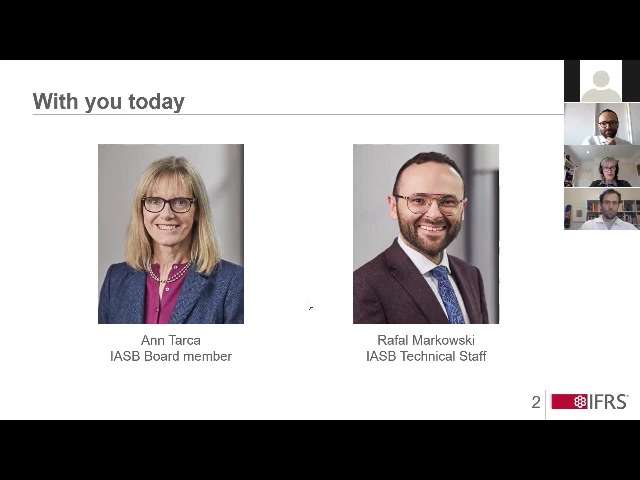 With you today
Ann Tarca
IASB Board member
Rafal Markowski
IASB Technical Staff
2
IFRS